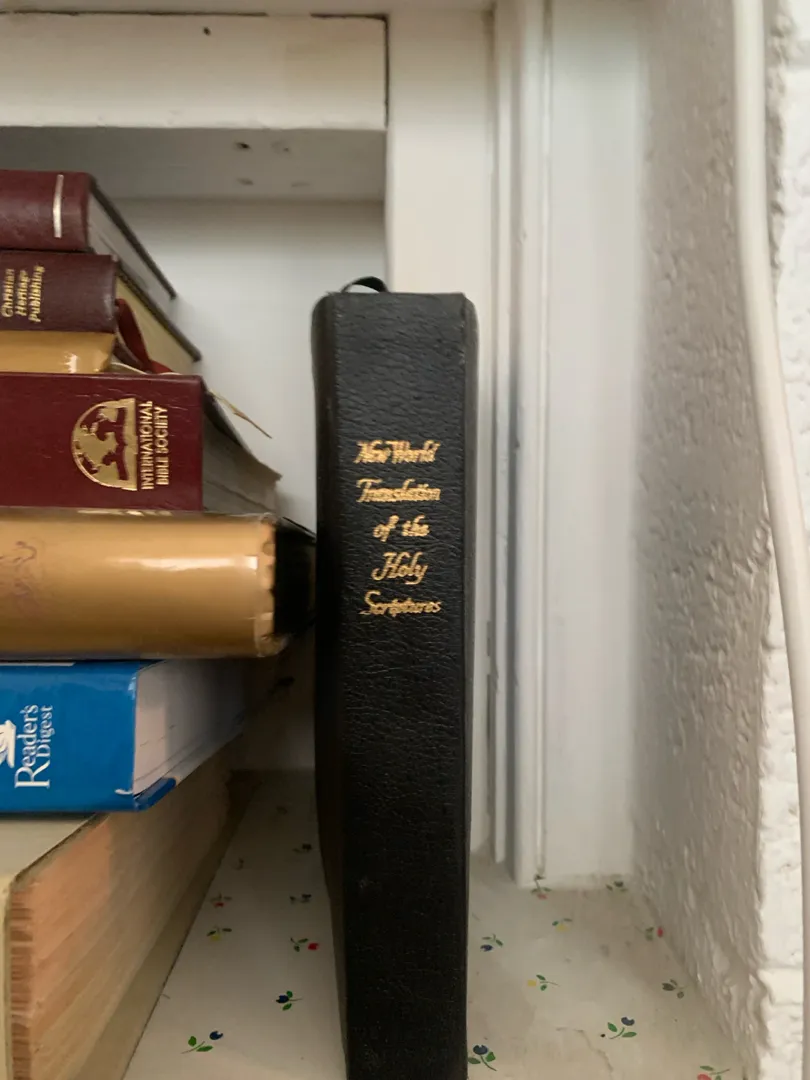 Christian
Heritage
Publishing
INTERNATIONAL
BIBLE SOCIETY
Reader's
Digest
New World
Translation
of the
Holy
Scriptures